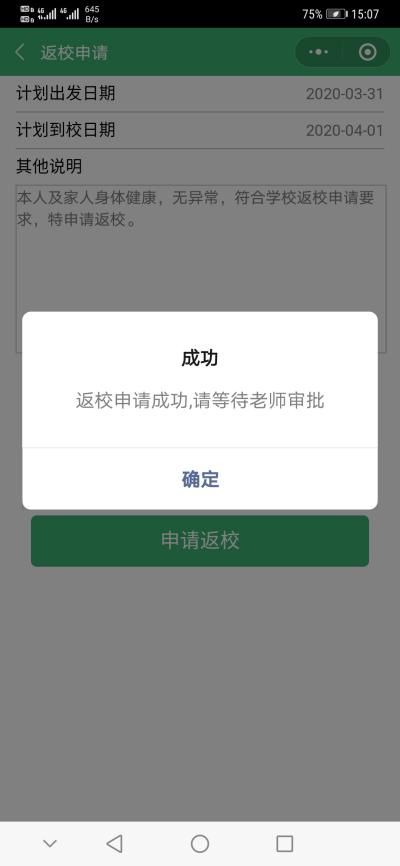 HD 4G 4G 645
HD B/s
75% 15:07
返校申请
计划出发日期 2020-03-31
计划到校日期 2020-04-01
其他说明
本人及家人身体健康，无异常，符合学校返校申请要
求，特申请返校。
成功
返校申请成功,请等待老师审批
确定
申请返校